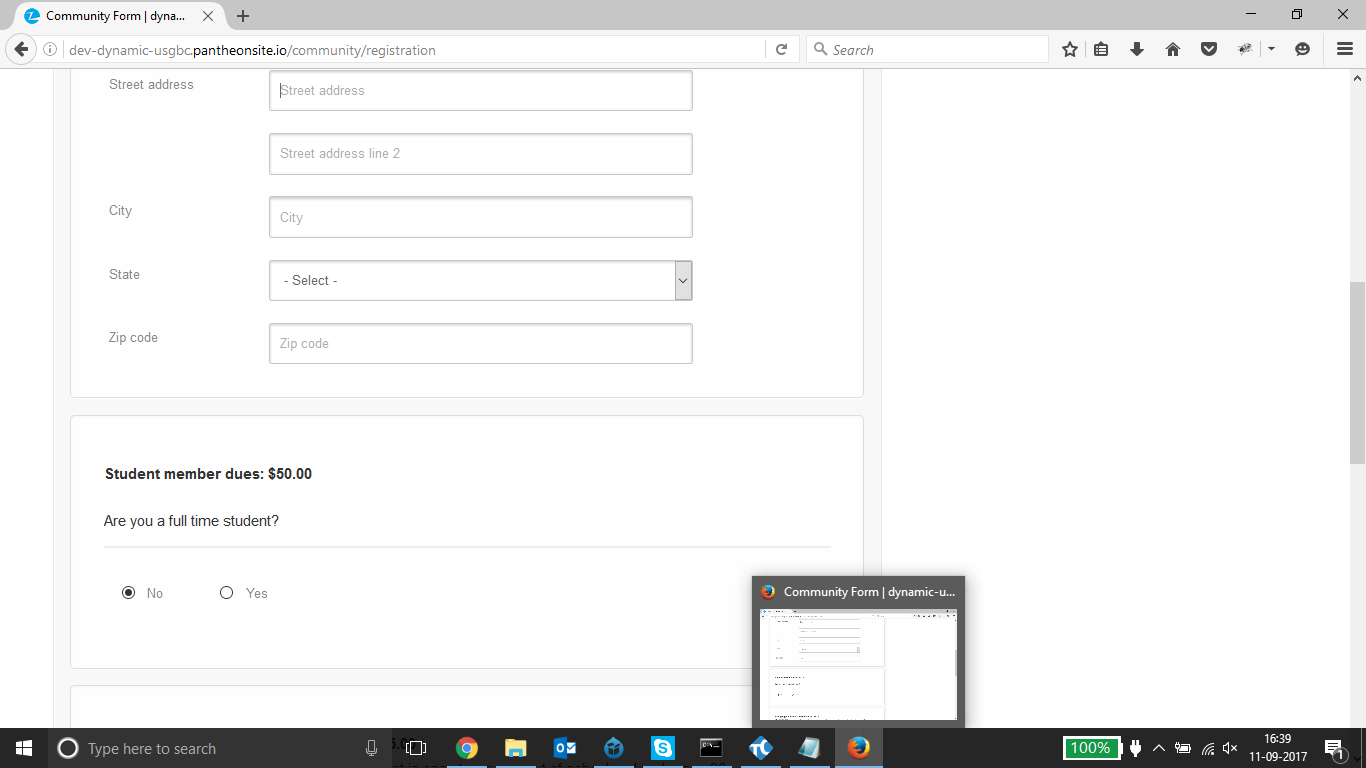 Community Form | dyna...
dev-dynamic-usgbc.pantheonsite.io/community/registration
Search
Street address
Street address
Street address line 2
City
City
State
- Select -
Zip code
Zip code
Student member dues: $50.00
Are you a full time student?
No
Yes
Community Form | dynamic-u...
Type here to search
100%
16:39
11-09-2017
1